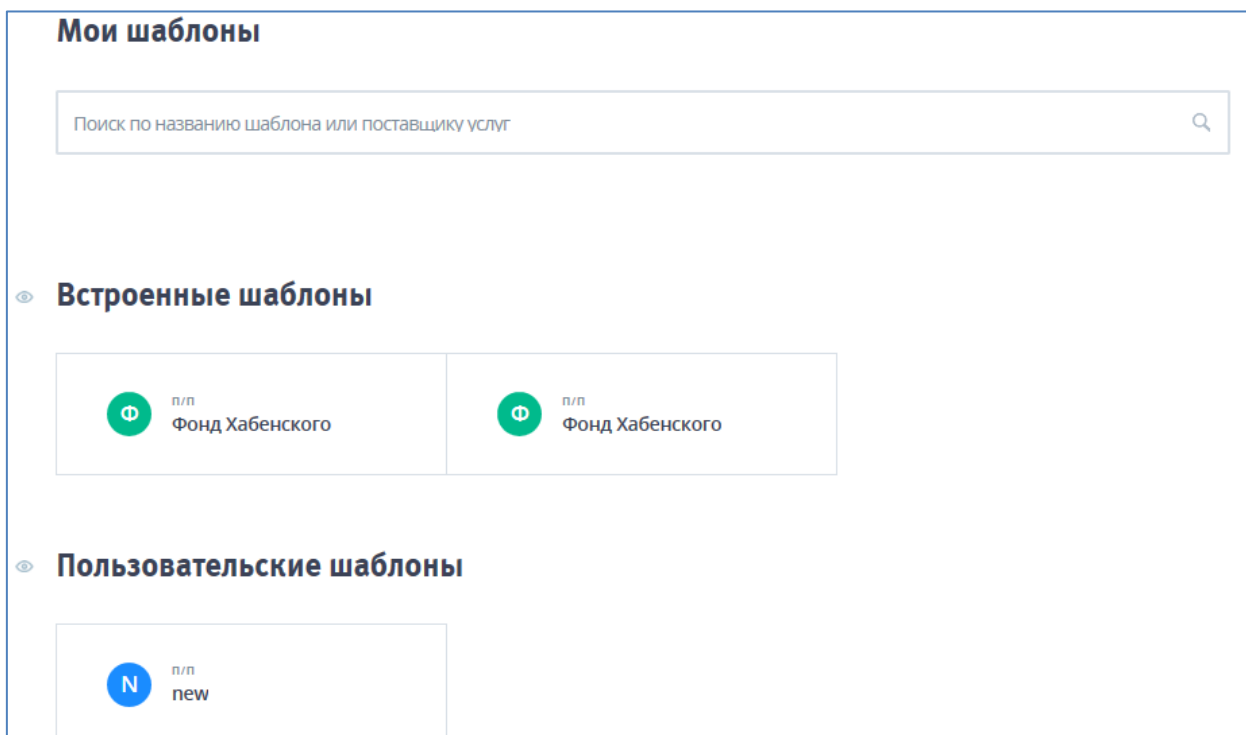 Мои шаблоны
Поиск по названию шаблона или поставщику услуг
Встроенные шаблоны
Ф
п/п
Фонд Хабенского
Ф
п/п
Фонд Хабенского
Пользовательские шаблоны
N
п/п
new